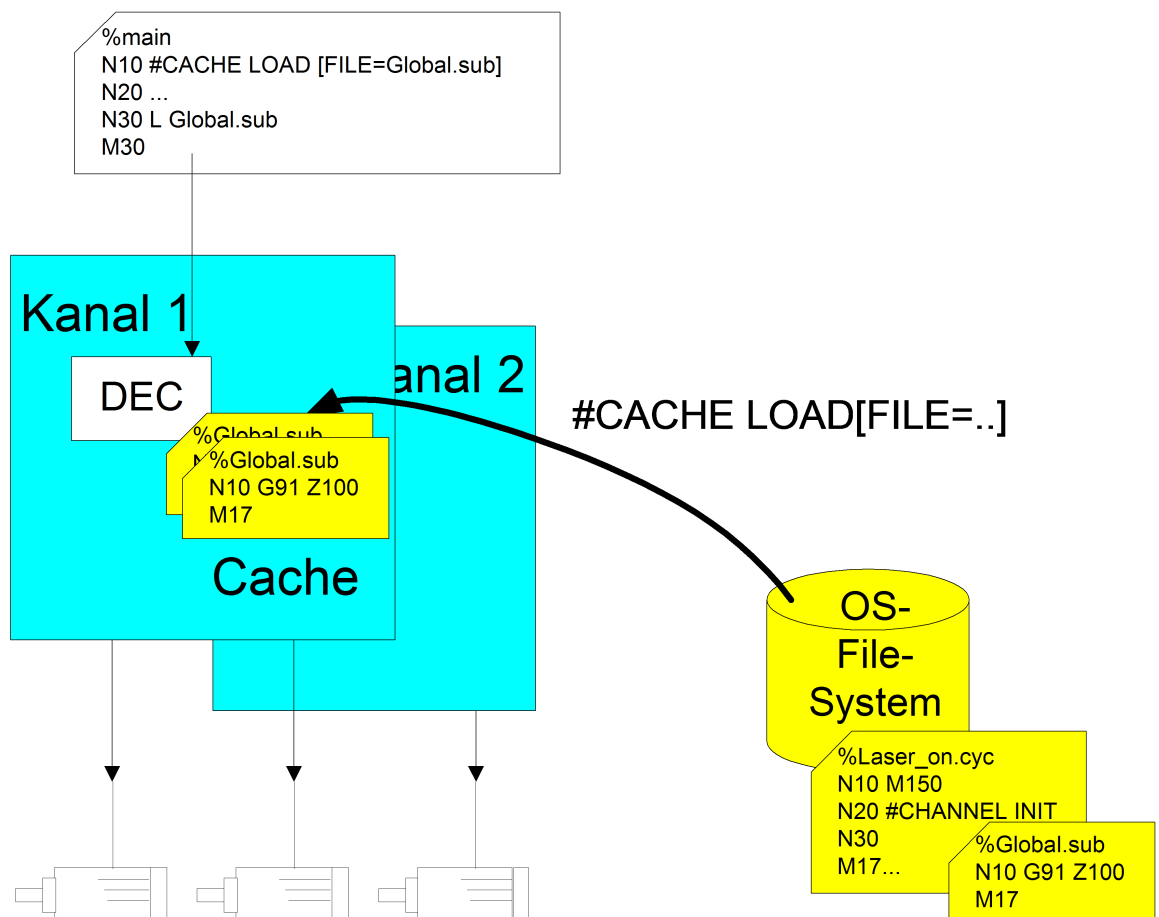 %main
N10 #CACHE LOAD [FILE=Global.sub]
N20 ...
N30 L Global.sub
M30
Kanal 1
anal 2
DEC
#CACHE LOAD[FILE=..]
%Global.sub
%Global.sub
N10 G91 Z100
M17
Cache
OS-
File-
System
%Laser_on.cyc
N10 M150
N20 #CHANNEL INIT
N30
M17...
%Global.sub
N10 G91 Z100
M17